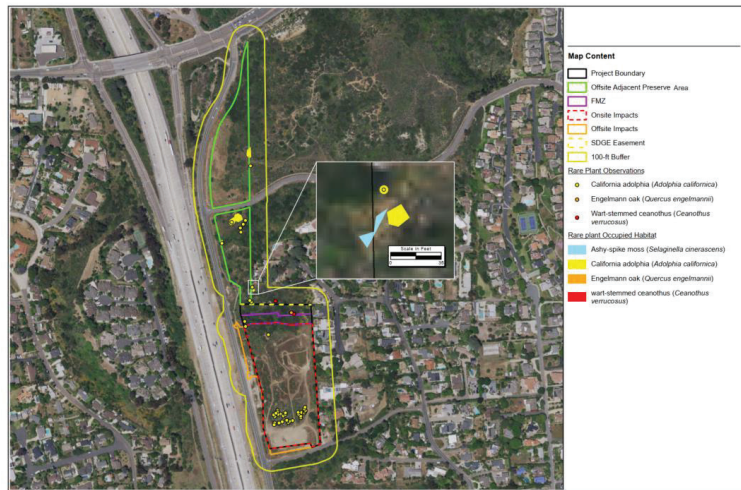 Map Content
Project Boundary
Offsite Adjacent Preserve Area
FMZ
Onsite Impacts
Offsite Impacts
SDGE Easement
100-ft Buffer
Rare Plant Observations
California adolphia (Adolphia californica)
Engelmann oak (Quercus engelmannii)
Wart-stemmed ceanothus (Ceanothus
verrucosus)
Rare plant Occupied Habitat
Ashy-spike moss (Selaginella cinerascens)
California adolphia (Adolphia californica)
Engelmann oak (Quercus engelmannii)
wart-stemmed ceanothus (Ceanothus
verrucosus)
Scale in Feet
0